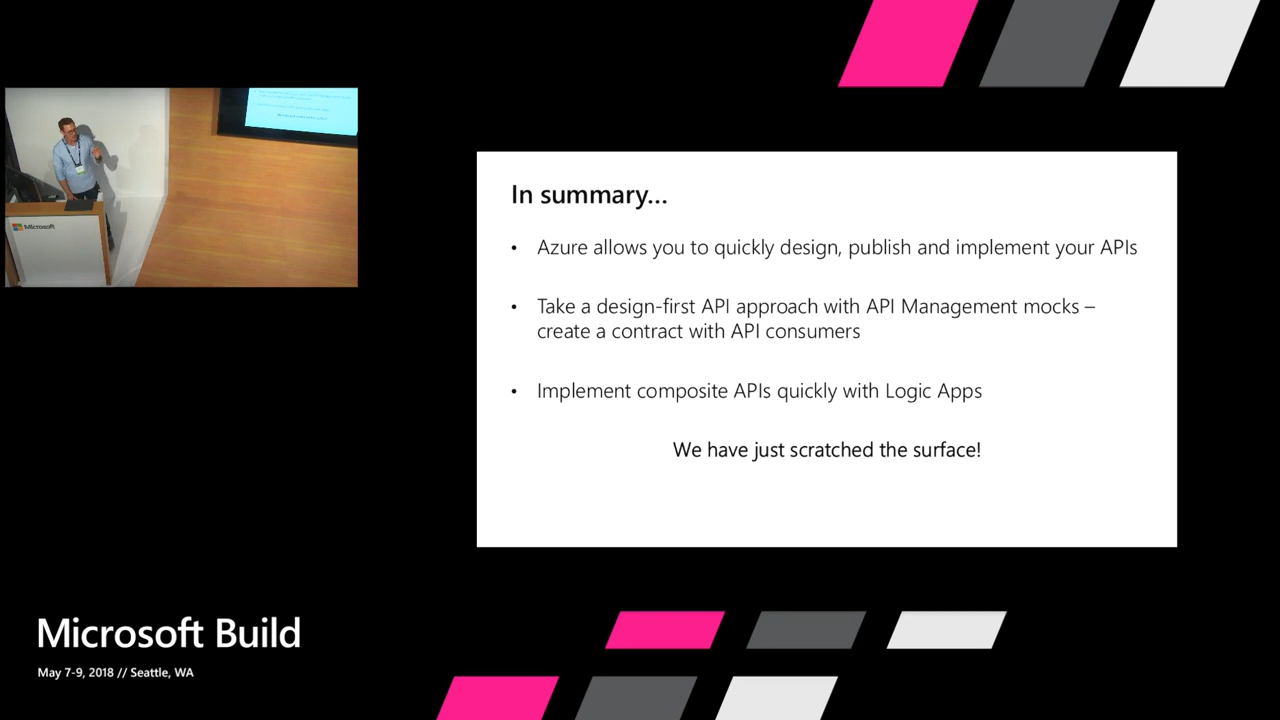 Microsoft
In summary...
• Azure allows you to quickly design, publish and implement your APIs
• Take a design-first API approach with API Management mocks –
create a contract with API consumers
• Implement composite APIs quickly with Logic Apps
We have just scratched the surface!
Microsoft Build
May 7-9, 2018 // Seattle, WA